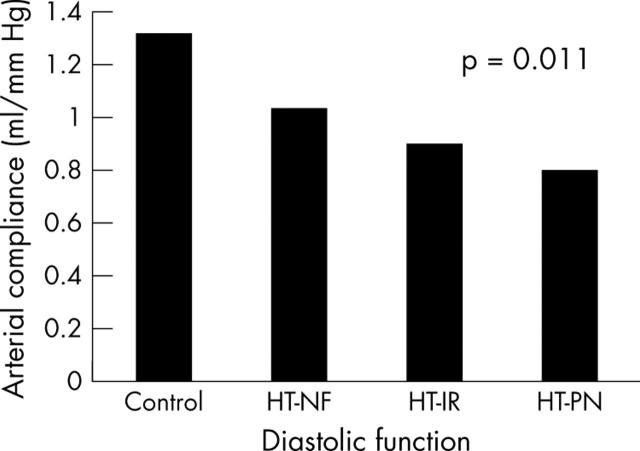 Arterial compliance (ml/mm Hg)
1.4
1.2
1
0.8
0.6
0.4
0.2
0
p = 0.011
Control HT-NF HT-IR HT-PN
Diastolic function